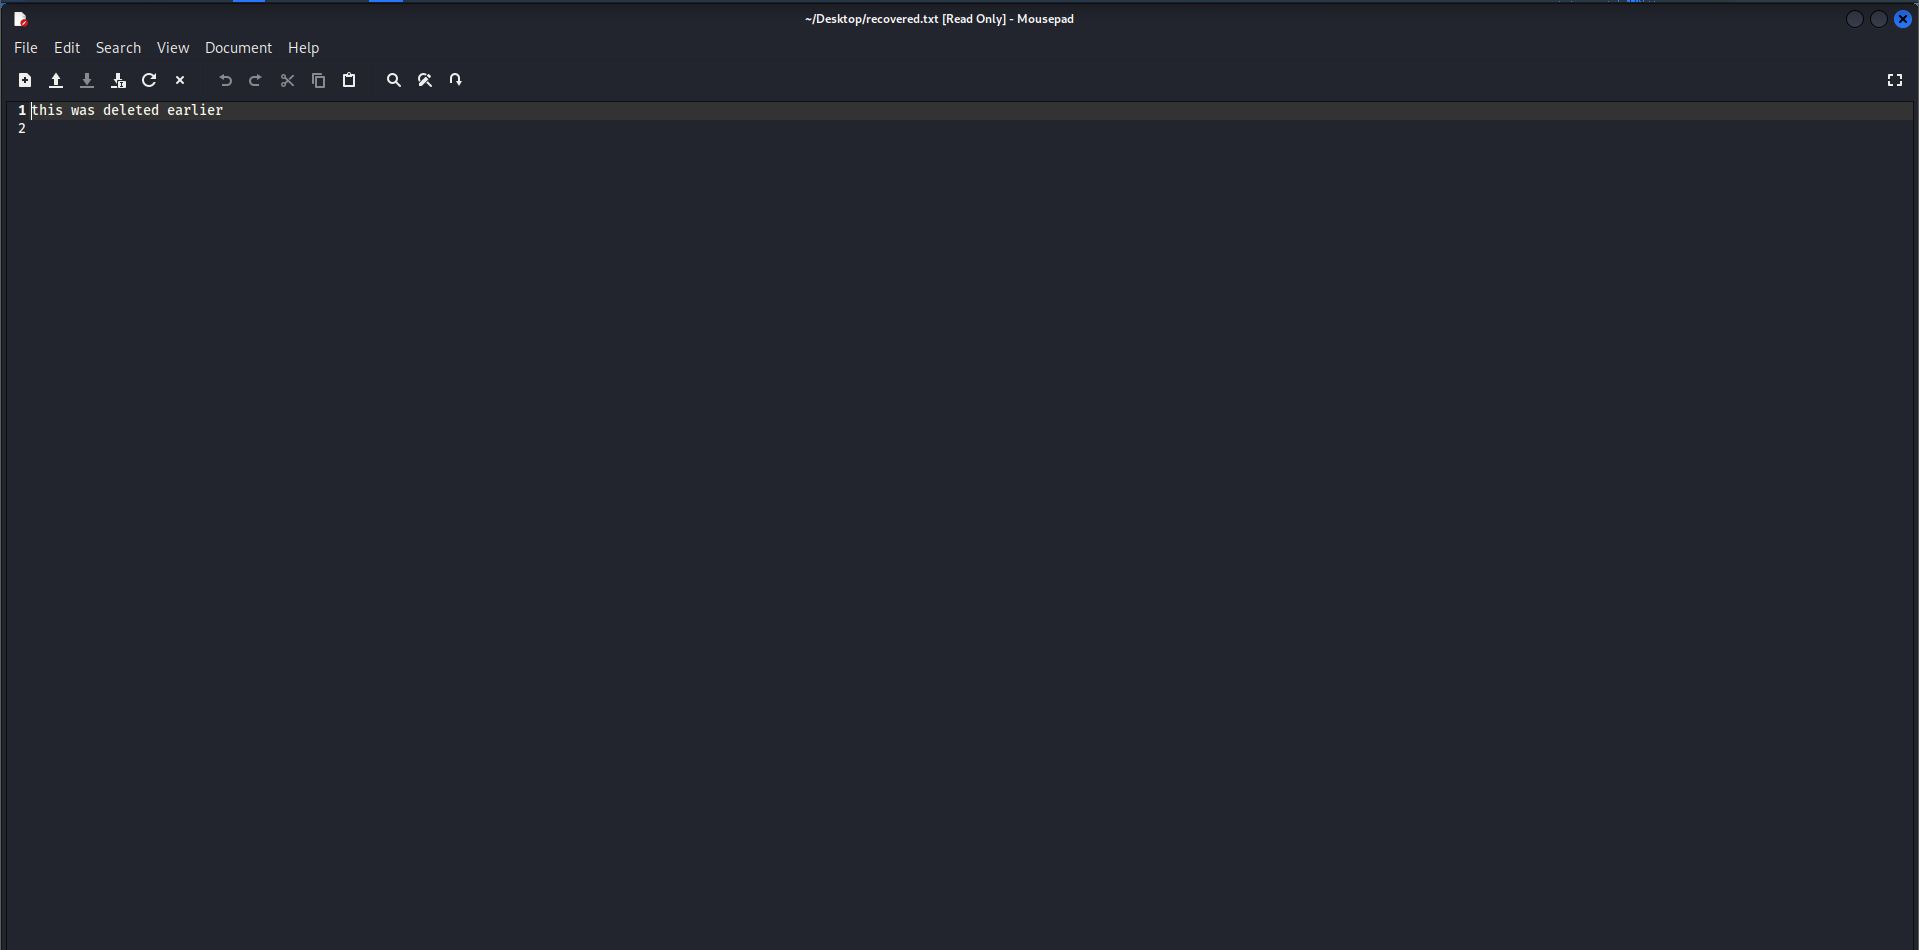 ~/Desktop/recovered.txt [Read Only] - Mousepad
File Edit Search View Document Help
1 this was deleted earlier
2